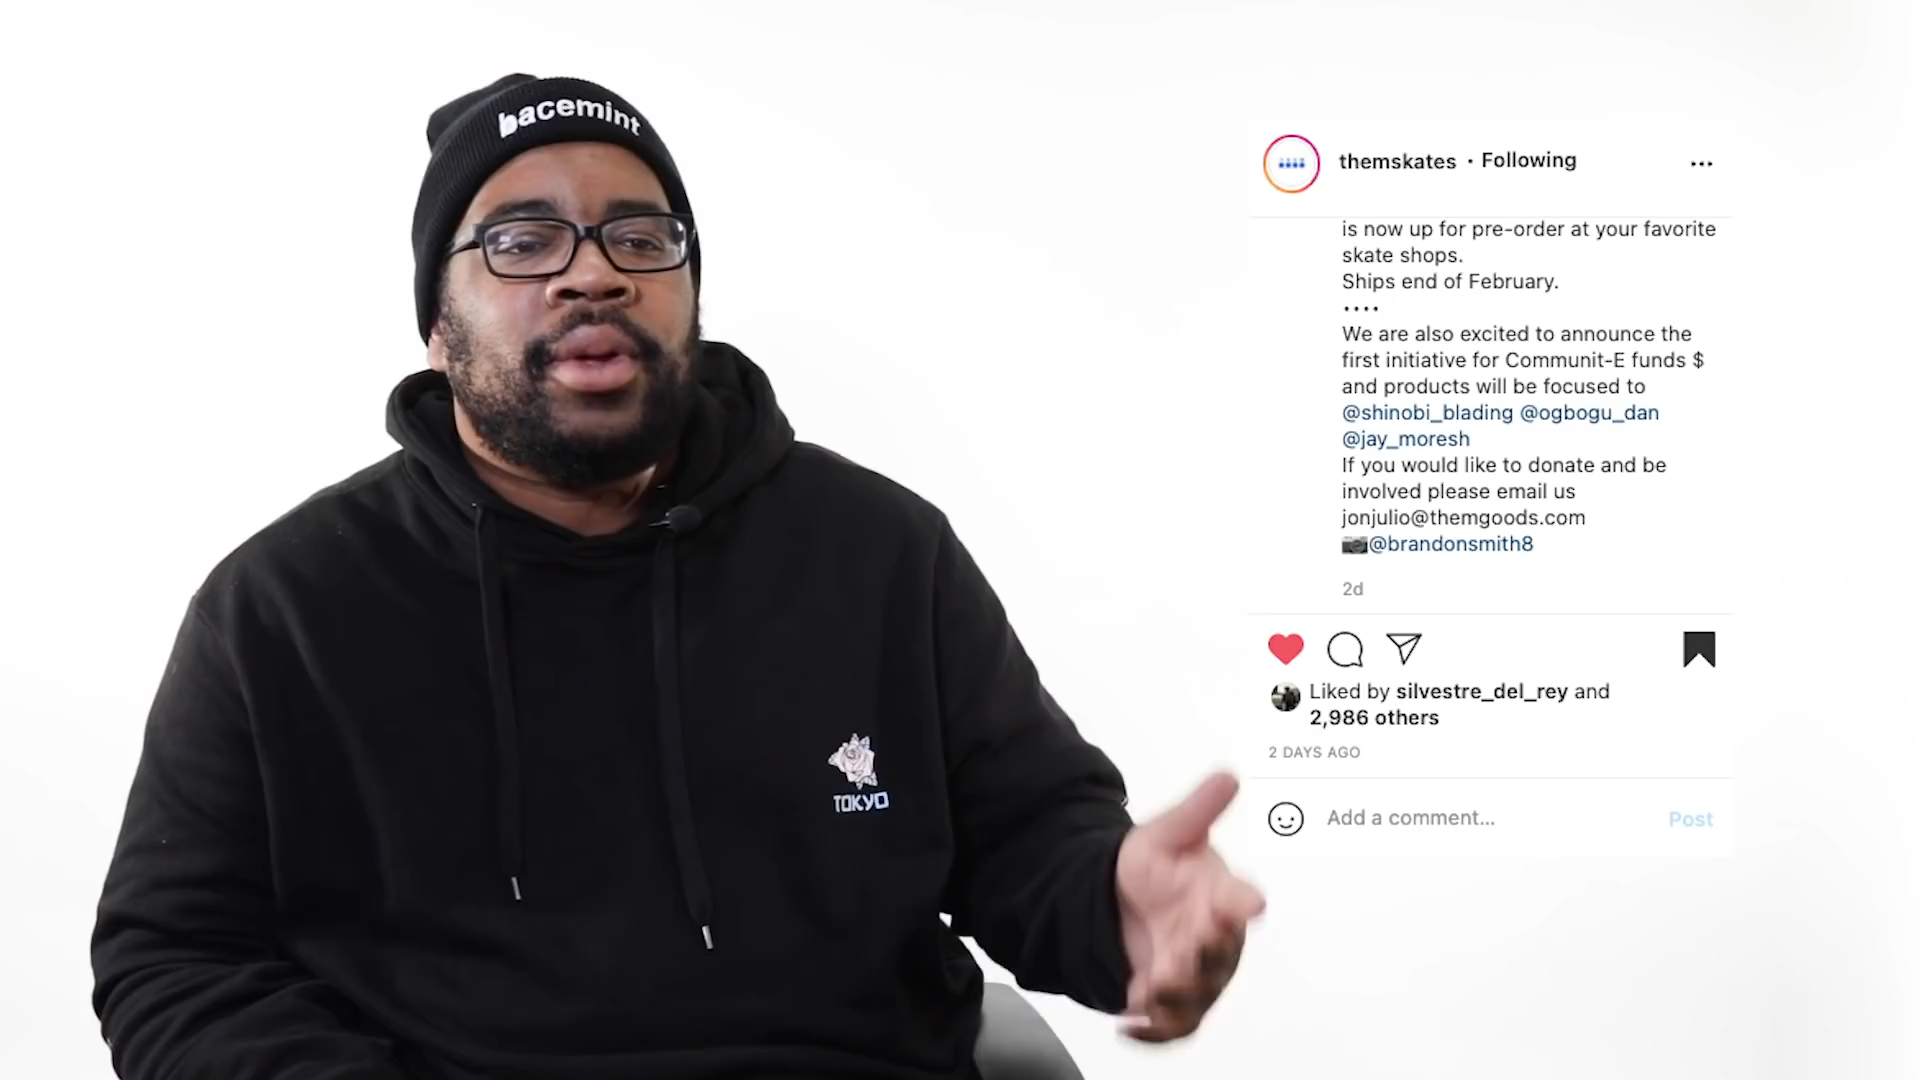 bacemint
TOKYO
themskates • Following
is now up for pre-order at your favorite
skate shops.
Ships end of February.
••••
We are also excited to announce the
first initiative for Communit-E funds $
and products will be focused to
@shinobi_blading @ogbogu_dan
@jay_moresh
If you would like to donate and be
involved please email us
jonjulio@themgoods.com
📷@brandonsmith8
2d
Liked by silvestre_del_rey and
2,986 others
2 DAYS AGO
Add a comment...
Post